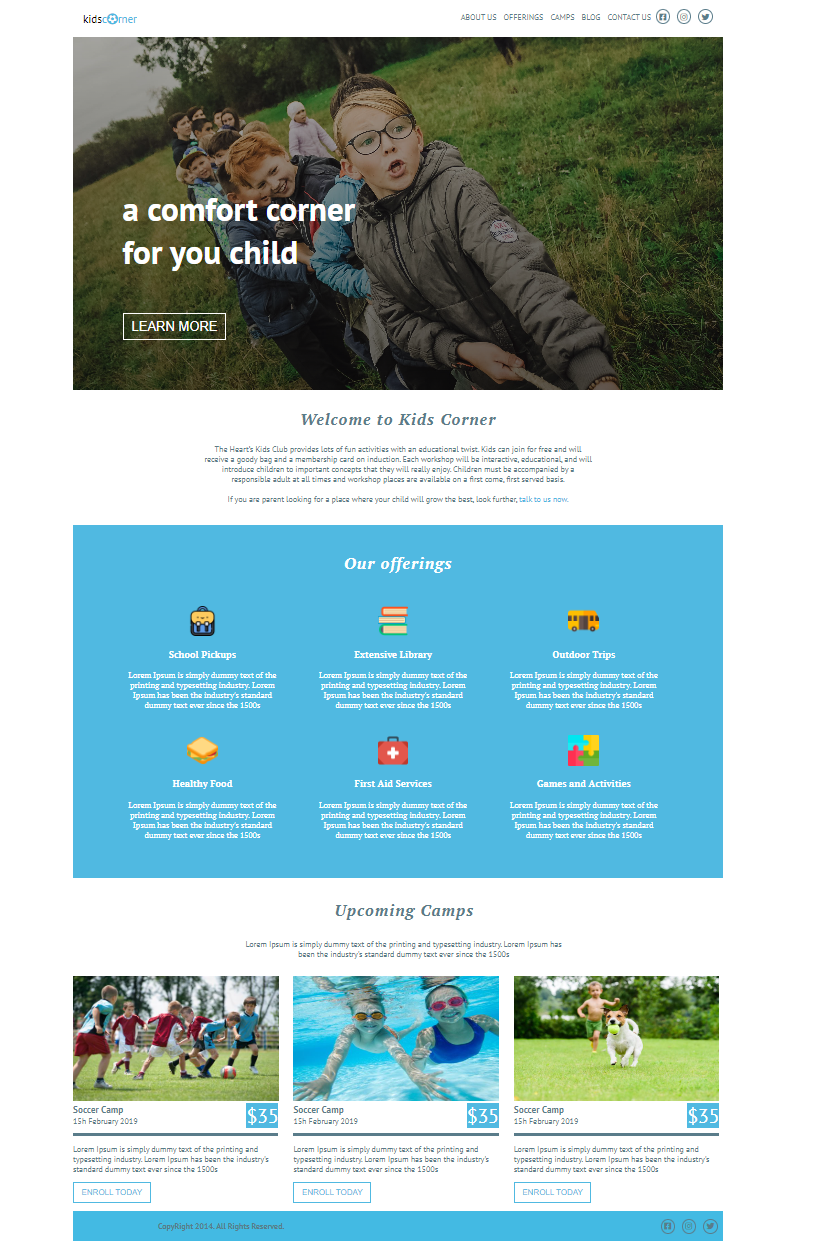 kidscorner
ABOUT US OFFERINGS CAMPS BLOG CONTACT US
a comfort corner
for you child
LEARN MORE
Welcome to Kids Corner
The Heart's Kids Club provides lots of fun activities with an educational twist. Kids can join for free and will
receive a goody bag and a membership card on induction. Each workshop will be interactive, educational, and will
introduce children to important concepts that they will really enjoy. Children must be accompanied by a
responsible adult at all times and workshop places are available on a first come, first served basis.
If you are parent looking for a place where your child will grow the best, look further, talk to us now.
Our offerings
School Pickups
Lorem Ipsum is simply dummy text of the
printing and typesetting industry. Lorem
Ipsum has been the industry's standard
dummy text ever since the 1500s
Extensive Library
Lorem Ipsum is simply dummy text of the
printing and typesetting industry. Lorem
Ipsum has been the industry's standard
dummy text ever since the 1500s
Outdoor Trips
Lorem Ipsum is simply dummy text of the
printing and typesetting industry. Lorem
Ipsum has been the industry's standard
dummy text ever since the 1500s
Healthy Food
Lorem Ipsum is simply dummy text of the
printing and typesetting industry. Lorem
Ipsum has been the industry's standard
dummy text ever since the 1500s
First Aid Services
Lorem Ipsum is simply dummy text of the
printing and typesetting industry. Lorem
Ipsum has been the industry's standard
dummy text ever since the 1500s
Games and Activities
Lorem Ipsum is simply dummy text of the
printing and typesetting industry. Lorem
Ipsum has been the industry's standard
dummy text ever since the 1500s
Upcoming Camps
Lorem Ipsum is simply dummy text of the printing and typesetting industry. Lorem Ipsum has
been the industry's standard dummy text ever since the 1500s
Soccer Camp
15h February 2019
$35
Lorem Ipsum is simply dummy text of the printing and
typesetting industry. Lorem Ipsum has been the industry's
standard dummy text ever since the 1500s
ENROLL TODAY
Soccer Camp
15h February 2019
$35
Lorem Ipsum is simply dummy text of the printing and
typesetting industry. Lorem Ipsum has been the industry's
standard dummy text ever since the 1500s
ENROLL TODAY
Soccer Camp
15h February 2019
$35
Lorem Ipsum is simply dummy text of the printing and
typesetting industry. Lorem Ipsum has been the industry's
standard dummy text ever since the 1500s
ENROLL TODAY
CopyRight 2014. All Rights Reserved.